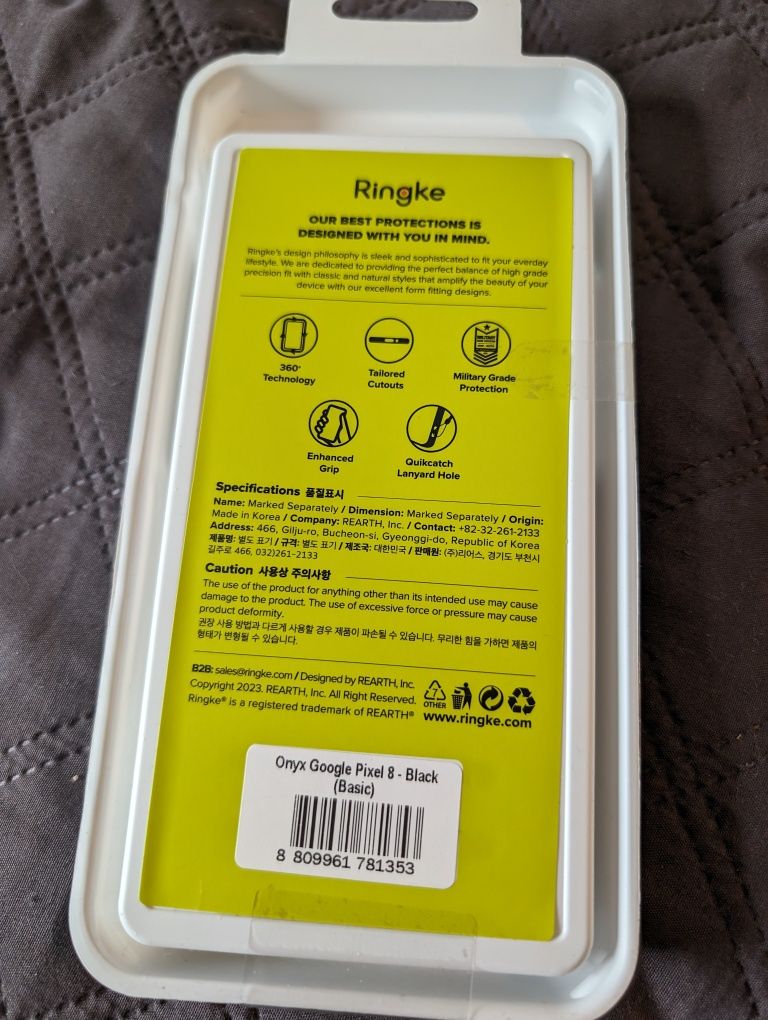 Ringke
OUR BEST PROTECTIONS IS
DESIGNED WITH YOU IN MIND.
Ringke's design philosophy is sleek and sophisticated to fit your everday
lifestyle. We are dedicated to providing the perfect balance of high grade
precision fit with classic and natural styles that amplify the beauty of your
device with our excellent form fitting designs.
360°
Technology
Tailored
Cutouts
MILITARY
Military Grade
Protection
Enhanced
Grip
Quikcatch
Lanyard Hole
Specifications 품질표시
Name: Marked Separately / Dimension: Marked Separately / Origin:
Made in Korea / Company: REARTH, Inc. / Contact: +82-32-261-2133
Address: 466, Gilju-ro, Bucheon-si, Gyeonggi-do, Republic of Korea
제품명: 별도 표기 / 규격: 별도 표기 / 제조국: 대한민국 / 판매원: (주)리어스, 경기도 부천시
길주로 466, 032)261-2133
Caution 사용상 주의사항
The use of the product for anything other than its intended use may cause
damage to the product. The use of excessive force or pressure may cause
product deformity.
권장 사용 방법과 다르게 사용할 경우 제품이 파손될 수 있습니다. 무리한 힘을 가하면 제품의
형태가 변형될 수 있습니다.
B2B: sales@ringke.com / Designed by REARTH, Inc.
Copyright 2023. REARTH, Inc. All Right Reserved.
Ringke® is a registered trademark of REARTH®
7
OTHER
www.ringke.com
Onyx Google Pixel 8 - Black
(Basic)
8 809961 781353